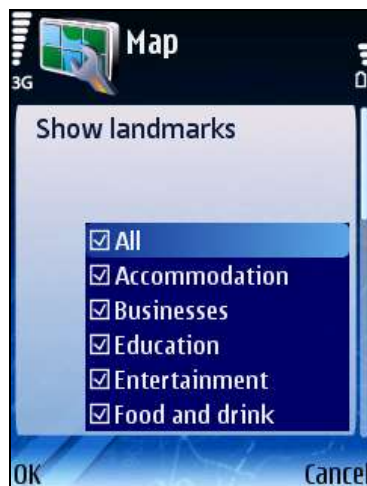 Map
3G
Show landmarks
All
Accommodation
Businesses
Education
Entertainment
Food and drink
OK
Cancel